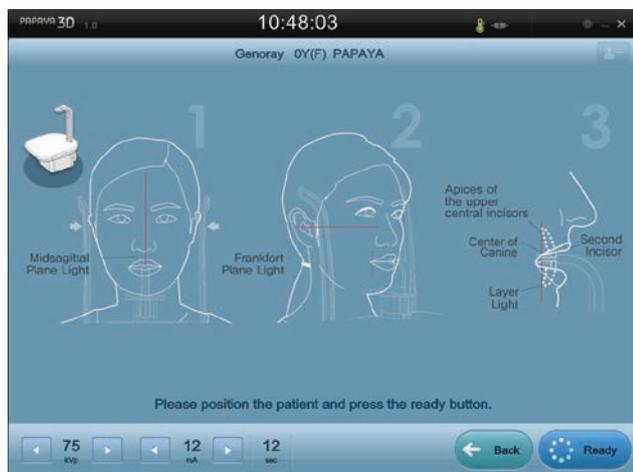 PAPAYA 3D 1.0
10:48:03
Genoray 0Y(F) PAPAYA
1
2
3
Midsagittal
Plane Light
Frankfort
Plane Light
Apices of
the upper
central incisors
Center of
Canine
Second
Incisor
Layer
Light
Please position the patient and press the ready button.
75
kVp
12
mA
12
sec
Back
Ready